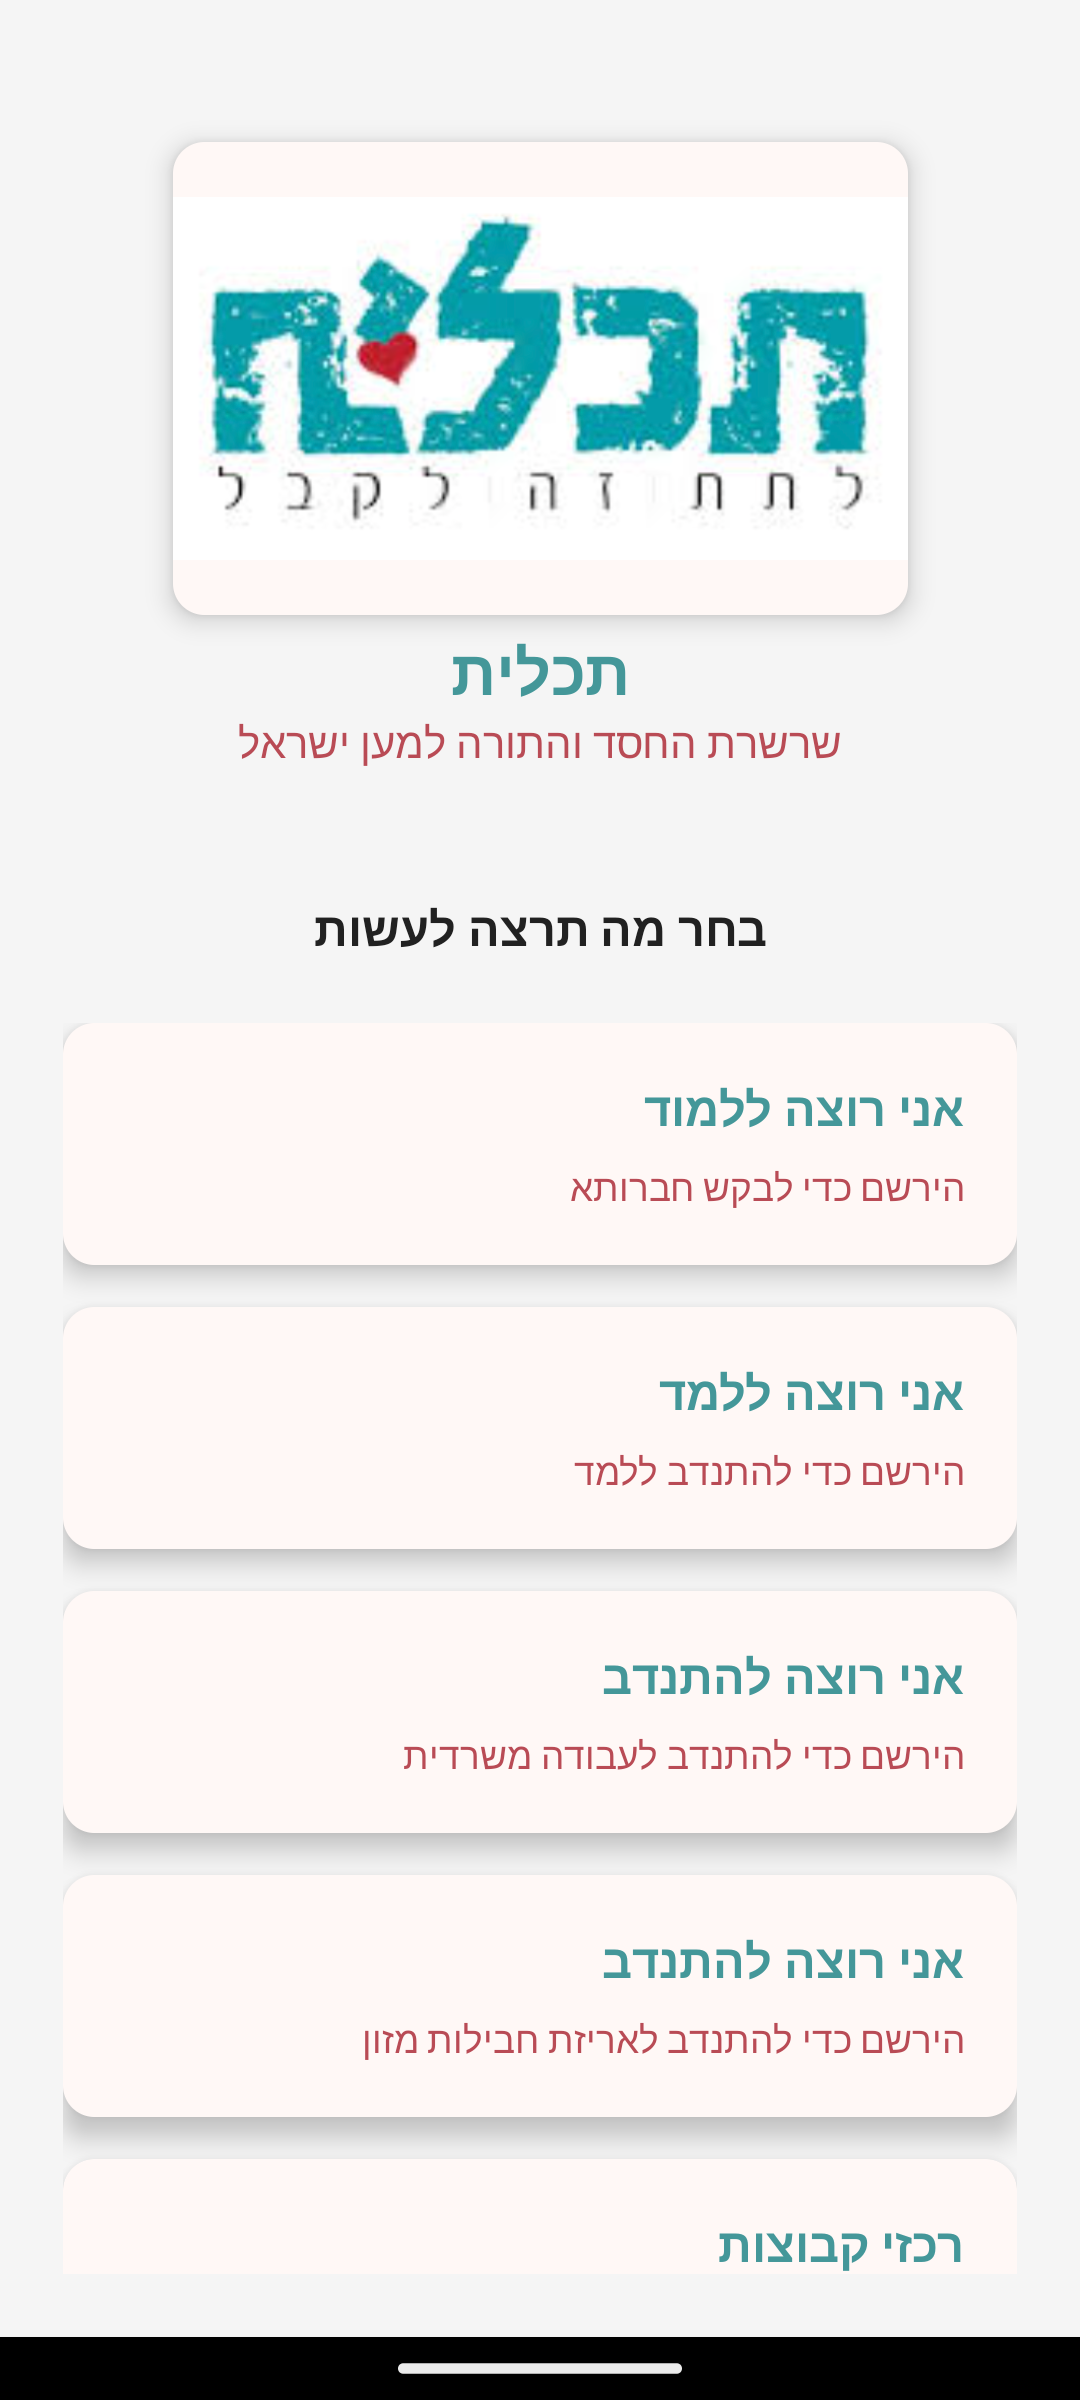 תכלית
לתת זה לקבל
תכלית
שרשרת החסד והתורה למען ישראל
בחר מה תרצה לעשות
אני רוצה ללמוד
הירשם כדי לבקש חברותא
אני רוצה ללמד
הירשם כדי להתנדב ללמד
אני רוצה להתנדב
הירשם כדי להתנדב לעבודה משרדית
אני רוצה להתנדב
הירשם כדי להתנדב לאריזת חבילות מזון
רכזי קבוצות